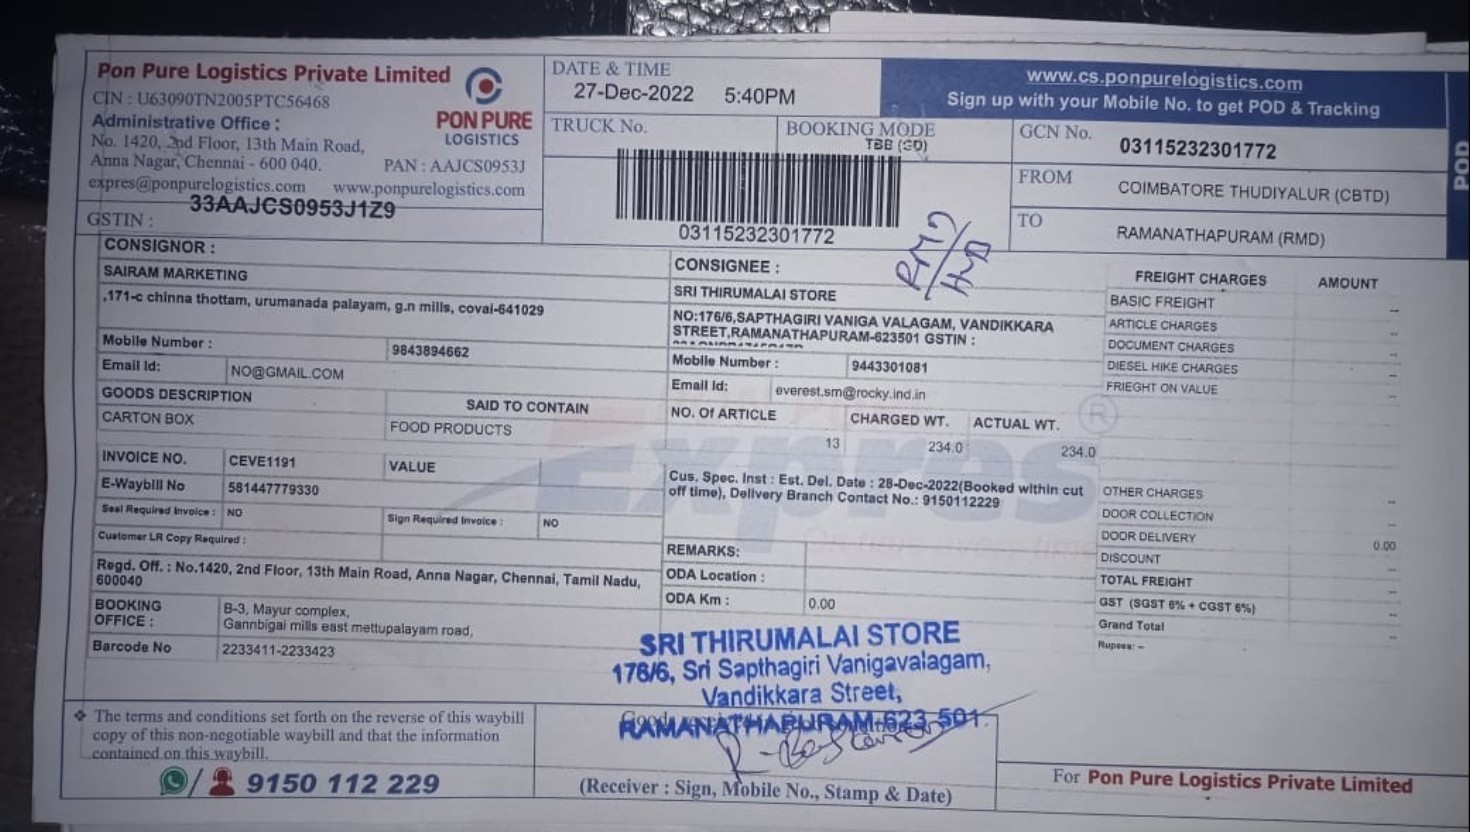 Pon Pure Logistics Private Limited
CIN : U63090TN2005PTC56468
Administrative Office :
No. 1420, 2nd Floor, 13th Main Road,
Anna Nagar, Chennai - 600 040.
PAN : AAJCS0953J
expres@ponpurelogistics.com www.ponpurelogistics.com
PON PURE
LOGISTICS
33AAJCS0953J1Z9
GSTIN :
DATE & TIME
27-Dec-2022 5:40PM
TRUCK No.
BOOKING MODE
TBB (GD)
03115232301772
www.cs.ponpurelogistics.com
Sign up with your Mobile No. to get POD & Tracking
GCN No. 03115232301772
FROM COIMBATORE THUDIYALUR (CBTD)
TO RAMANATHAPURAM (RMD)
POD
CONSIGNOR :
SAIRAM MARKETING
.171-c chinna thottam, urumanada palayam, g.n mills, covai-641029
Mobile Number : 9843894662
Email Id: NO@GMAIL.COM
GOODS DESCRIPTION SAID TO CONTAIN
CARTON BOX FOOD PRODUCTS
INVOICE NO. CEVE1191 VALUE
E-Waybill No 581447779330
Seal Required Invoice : NO Sign Required Invoice : NO
Customer LR Copy Required :
Regd. Off. : No.1420, 2nd Floor, 13th Main Road, Anna Nagar, Chennai, Tamil Nadu,
600040
BOOKING
OFFICE :
B-3, Mayur complex,
Gannbigai mills east mettupalayam road,
Barcode No 2233411-2233423
CONSIGNEE :
SRI THIRUMALAI STORE
NO:176/6,SAPTHAGIRI VANIGA VALAGAM, VANDIKKARA
STREET,RAMANATHAPURAM-623501 GSTIN :
Mobile Number : 9443301081
Email Id: everest.sm@rocky.ind.in
NO. Of ARTICLE CHARGED WT. ACTUAL WT.
13 234.0 234.0
Cus. Spec. Inst : Est. Del. Date : 28-Dec-2022(Booked within cut
off time), Delivery Branch Contact No.: 9150112229
REMARKS:
ODA Location :
ODA Km : 0.00
RMD
HMD
Expres
®
On time every time
FREIGHT CHARGES AMOUNT
BASIC FREIGHT --
ARTICLE CHARGES --
DOCUMENT CHARGES --
DIESEL HIKE CHARGES --
FRIEGHT ON VALUE --
OTHER CHARGES --
DOOR COLLECTION --
DOOR DELIVERY 0.00
DISCOUNT --
TOTAL FREIGHT --
GST (SGST 6% + CGST 6%) --
Grand Total --
Rupees: --
SRI THIRUMALAI STORE
176/6, Sri Sapthagiri Vanigavalagam,
Vandikkara Street,
RAMANATHAPURAM-623 501.
❖ The terms and conditions set forth on the reverse of this waybill
copy of this non-negotiable waybill and that the information
contained on this waybill.
/ 9150 112 229
(Receiver : Sign, Mobile No., Stamp & Date)
For Pon Pure Logistics Private Limited